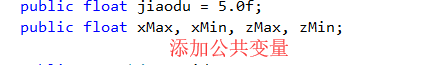 public float jiaodu = 5.0f;
public float xMax, xMin, zMax, zMin;
添加公共变量